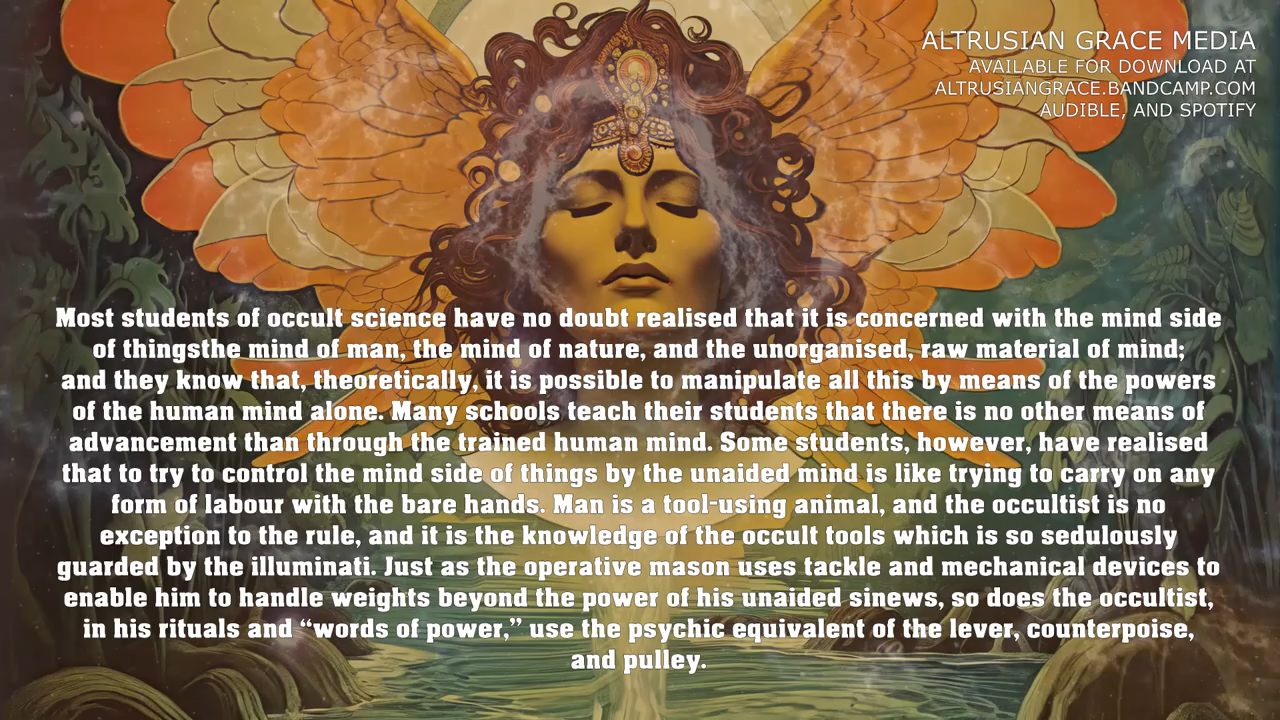 ALTRUSIAN GRACE MEDIA
AVAILABLE FOR DOWNLOAD AT
ALTRUSIANGRACE.BANDCAMP.COM
AUDIBLE, AND SPOTIFY
Most students of occult science have no doubt realised that it is concerned with the mind side
of thingsthe mind of man, the mind of nature, and the unorganised, raw material of mind;
and they know that, theoretically, it is possible to manipulate all this by means of the powers
of the human mind alone. Many schools teach their students that there is no other means of
advancement than through the trained human mind. Some students, however, have realised
that to try to control the mind side of things by the unaided mind is like trying to carry on any
form of labour with the bare hands. Man is a tool-using animal, and the occultist is no
exception to the rule, and it is the knowledge of the occult tools which is so sedulously
guarded by the illuminati. Just as the operative mason uses tackle and mechanical devices to
enable him to handle weights beyond the power of his unaided sinews, so does the occultist,
in his rituals and “words of power,” use the psychic equivalent of the lever, counterpoise,
and pulley.